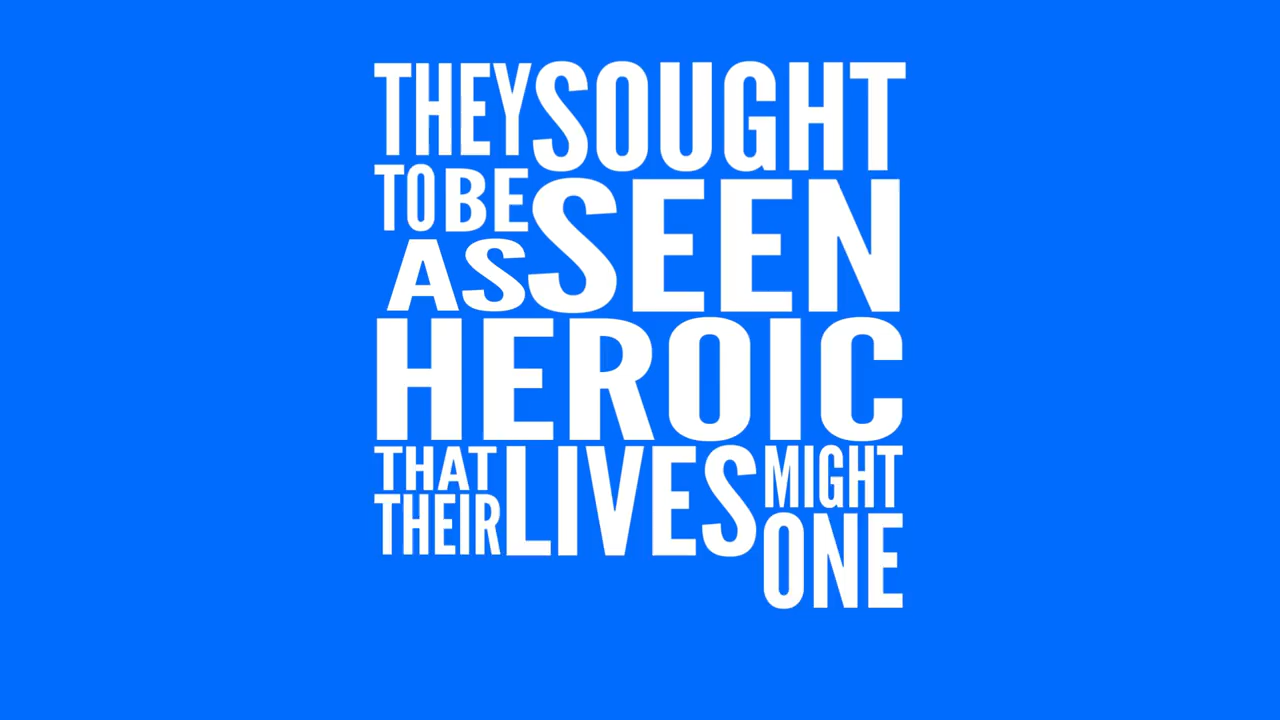 THEY SOUGHT
TO BE
AS SEEN
HEROIC
THAT
THEIR LIVES MIGHT
ONE